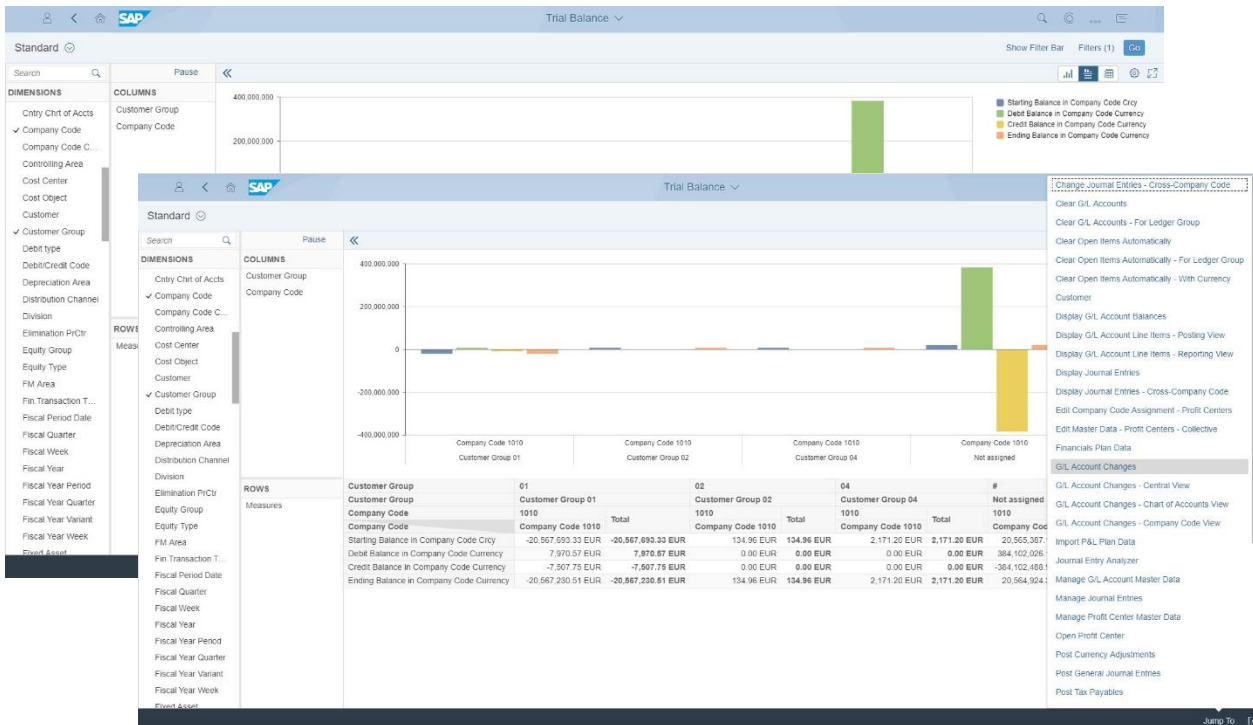 SAP
Trial Balance
Standard
Show Filter Bar Filters (1) Go
Search
Pause
DIMENSIONS
Cntry Chrt of Accts
Company Code
Company Code C...
Controlling Area
Cost Center
Cost Object
Customer
Customer Group
Debit type
Debit/Credit Code
Depreciation Area
Distribution Channel
Division
Elimination PrCtr
Equity Group
Equity Type
FM Area
Fin.Transaction T...
Fiscal Period Date
Fiscal Quarter
Fiscal Week
Fiscal Year
Fiscal Year Period
Fiscal Year Quarter
Fiscal Year Variant
Fiscal Year Week
Fixed Asset
COLUMNS
Customer Group
Company Code
ROWS
400,000,000
200,000,000
Starting Balance in Company Code Crcy
Debit Balance in Company Code Currency
Credit Balance in Company Code Currency
Ending Balance in Company Code Currency
SAP
Trial Balance
Standard
Search
Pause
DIMENSIONS
Cntry Chrt of Accts
Company Code
Company Code C...
Controlling Area
Cost Center
Cost Object
Customer
Customer Group
Debit type
Debit/Credit Code
Depreciation Area
Distribution Channel
Division
Elimination PrCtr
Equity Group
Equity Type
FM Area
Fin Transaction T...
Fiscal Period Date
Fiscal Quarter
Fiscal Week
Fiscal Year
Fiscal Year Period
Fiscal Year Quarter
Fiscal Year Variant
Fiscal Year Week
Fixed Asset
COLUMNS
Customer Group
Company Code
ROWS
Measures
400,000,000
200,000,000
0
-200,000,000
-400,000,000
Company Code 1010 Company Code 1010 Company Code 1010 Company Code 1010
Customer Group 01 Customer Group 02 Customer Group 04 Not assigned
Customer Group 01 02 04 #
Customer Group Customer Group 01 Customer Group 02 Customer Group 04 Not assigned
Company Code 1010 Total 1010 Total 1010 Total 1010
Company Code Company Code 1010 Company Code 1010 Company Code 1010 Company Cod
Starting Balance in Company Code Crcy -20,567,693.33 EUR -20,567,693.33 EUR 134.96 EUR 134.96 EUR 2,171.20 EUR 2,171.20 EUR 20,565,387.
Debit Balance in Company Code Currency 7,970.57 EUR 7,970.57 EUR 0.00 EUR 0.00 EUR 0.00 EUR 0.00 EUR 384,102,026.
Credit Balance in Company Code Currency -7,507.75 EUR -7,507.75 EUR 0.00 EUR 0.00 EUR 0.00 EUR 0.00 EUR -384,102,488.
Ending Balance in Company Code Currency -20,567,230.51 EUR -20,567,230.51 EUR 134.96 EUR 134.96 EUR 2,171.20 EUR 2,171.20 EUR 20,564,924.
Change Journal Entries - Cross-Company Code
Clear G/L Accounts
Clear G/L Accounts - For Ledger Group
Clear Open Items Automatically
Clear Open Items Automatically - For Ledger Group
Clear Open Items Automatically - With Currency
Customer
Display G/L Account Balances
Display G/L Account Line Items - Posting View
Display G/L Account Line Items - Reporting View
Display Journal Entries
Display Journal Entries - Cross-Company Code
Edit Company Code Assignment - Profit Centers
Edit Master Data - Profit Centers - Collective
Financials Plan Data
G/L Account Changes
G/L Account Changes - Central View
G/L Account Changes - Chart of Accounts View
G/L Account Changes - Company Code View
Import P&L Plan Data
Journal Entry Analyzer
Manage G/L Account Master Data
Manage Journal Entries
Manage Profit Center Master Data
Open Profit Center
Post Currency Adjustments
Post General Journal Entries
Post Tax Payables
Jump To